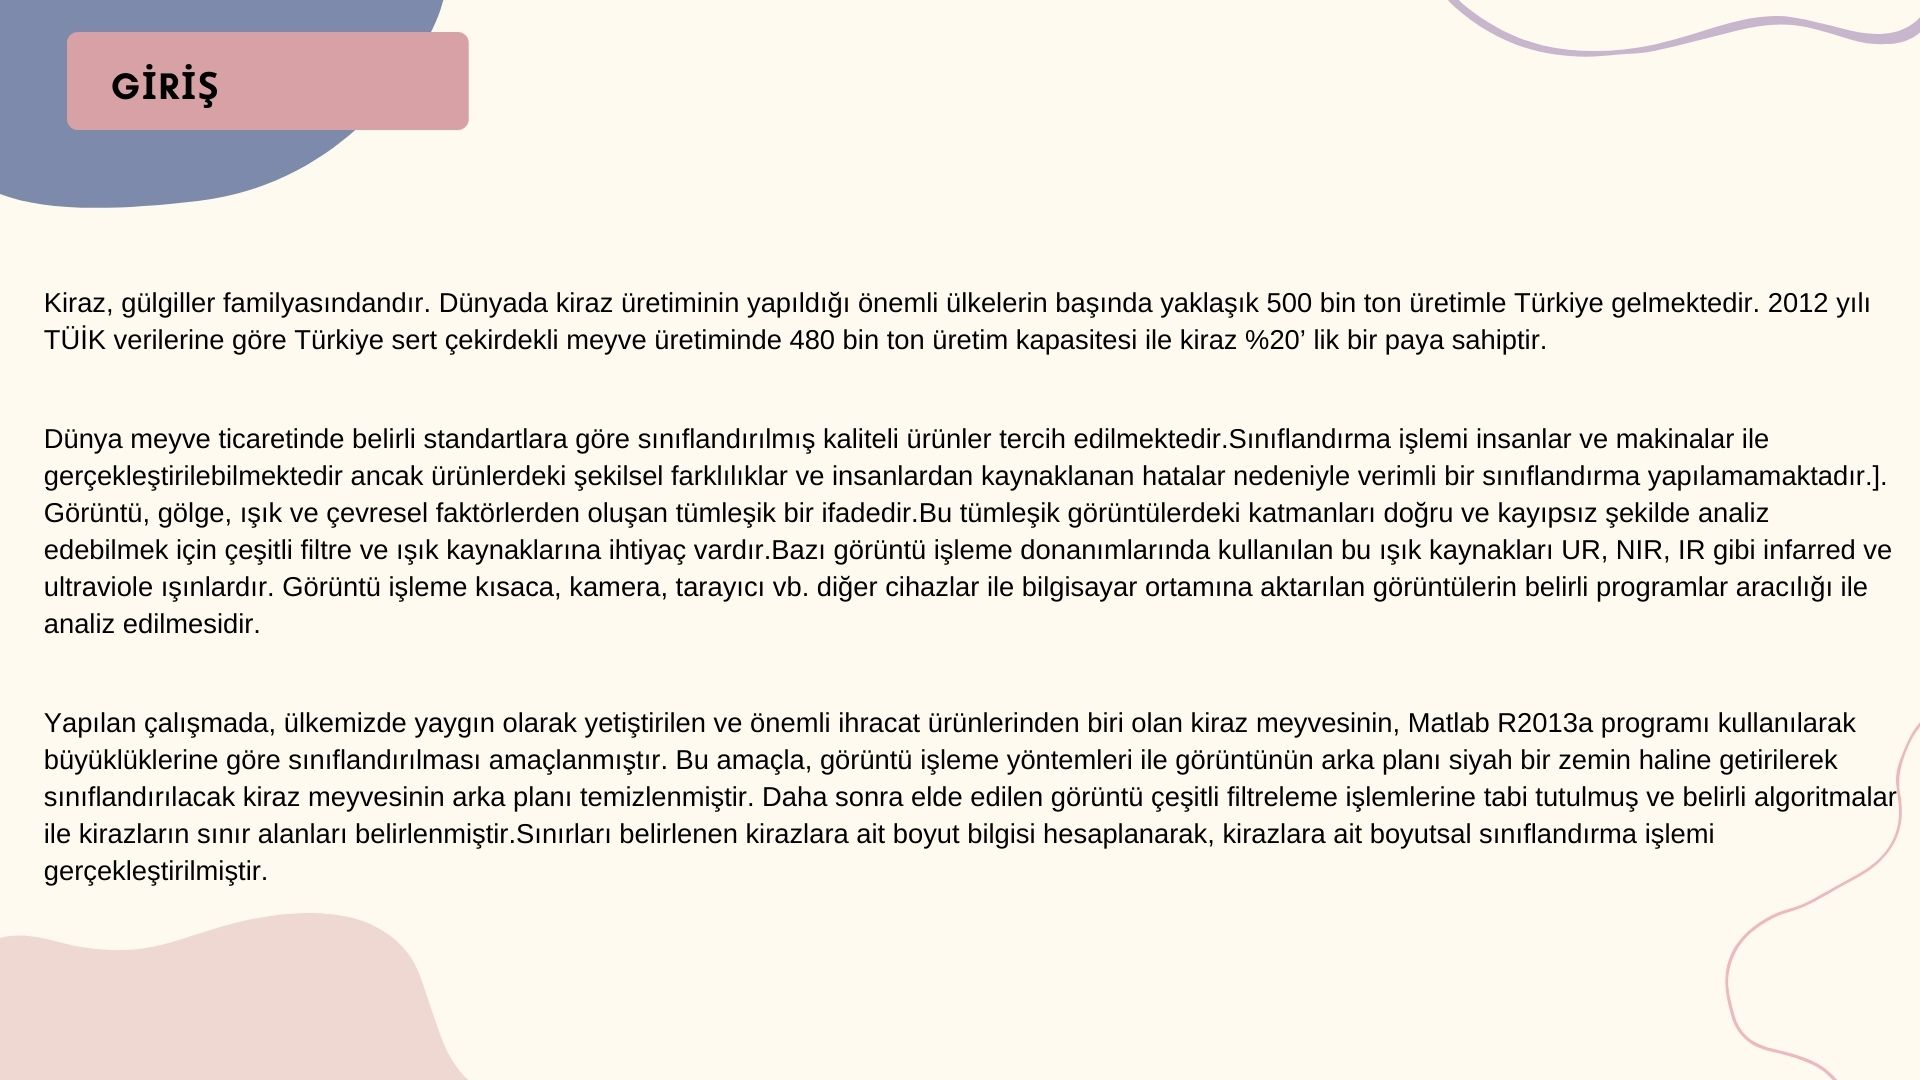 GİRİŞ
Kiraz, gülgiller familyasındandır. Dünyada kiraz üretiminin yapıldığı önemli ülkelerin başında yaklaşık 500 bin ton üretimle Türkiye gelmektedir. 2012 yılı
TÜİK verilerine göre Türkiye sert çekirdekli meyve üretiminde 480 bin ton üretim kapasitesi ile kiraz %20’ lik bir paya sahiptir.
Dünya meyve ticaretinde belirli standartlara göre sınıflandırılmış kaliteli ürünler tercih edilmektedir.Sınıflandırma işlemi insanlar ve makinalar ile
gerçekleştirilebilmektedir ancak ürünlerdeki şekilsel farklılıklar ve insanlardan kaynaklanan hatalar nedeniyle verimli bir sınıflandırma yapılamamaktadır.].
Görüntü, gölge, ışık ve çevresel faktörlerden oluşan tümleşik bir ifadedir.Bu tümleşik görüntülerdeki katmanları doğru ve kayıpsız şekilde analiz
edebilmek için çeşitli filtre ve ışık kaynaklarına ihtiyaç vardır.Bazı görüntü işleme donanımlarında kullanılan bu ışık kaynakları UR, NIR, IR gibi infarred ve
ultraviole ışınlardır. Görüntü işleme kısaca, kamera, tarayıcı vb. diğer cihazlar ile bilgisayar ortamına aktarılan görüntülerin belirli programlar aracılığı ile
analiz edilmesidir.
Yapılan çalışmada, ülkemizde yaygın olarak yetiştirilen ve önemli ihracat ürünlerinden biri olan kiraz meyvesinin, Matlab R2013a programı kullanılarak
büyüklüklerine göre sınıflandırılması amaçlanmıştır. Bu amaçla, görüntü işleme yöntemleri ile görüntünün arka planı siyah bir zemin haline getirilerek
sınıflandırılacak kiraz meyvesinin arka planı temizlenmiştir. Daha sonra elde edilen görüntü çeşitli filtreleme işlemlerine tabi tutulmuş ve belirli algoritmalar
ile kirazların sınır alanları belirlenmiştir.Sınırları belirlenen kirazlara ait boyut bilgisi hesaplanarak, kirazlara ait boyutsal sınıflandırma işlemi
gerçekleştirilmiştir.